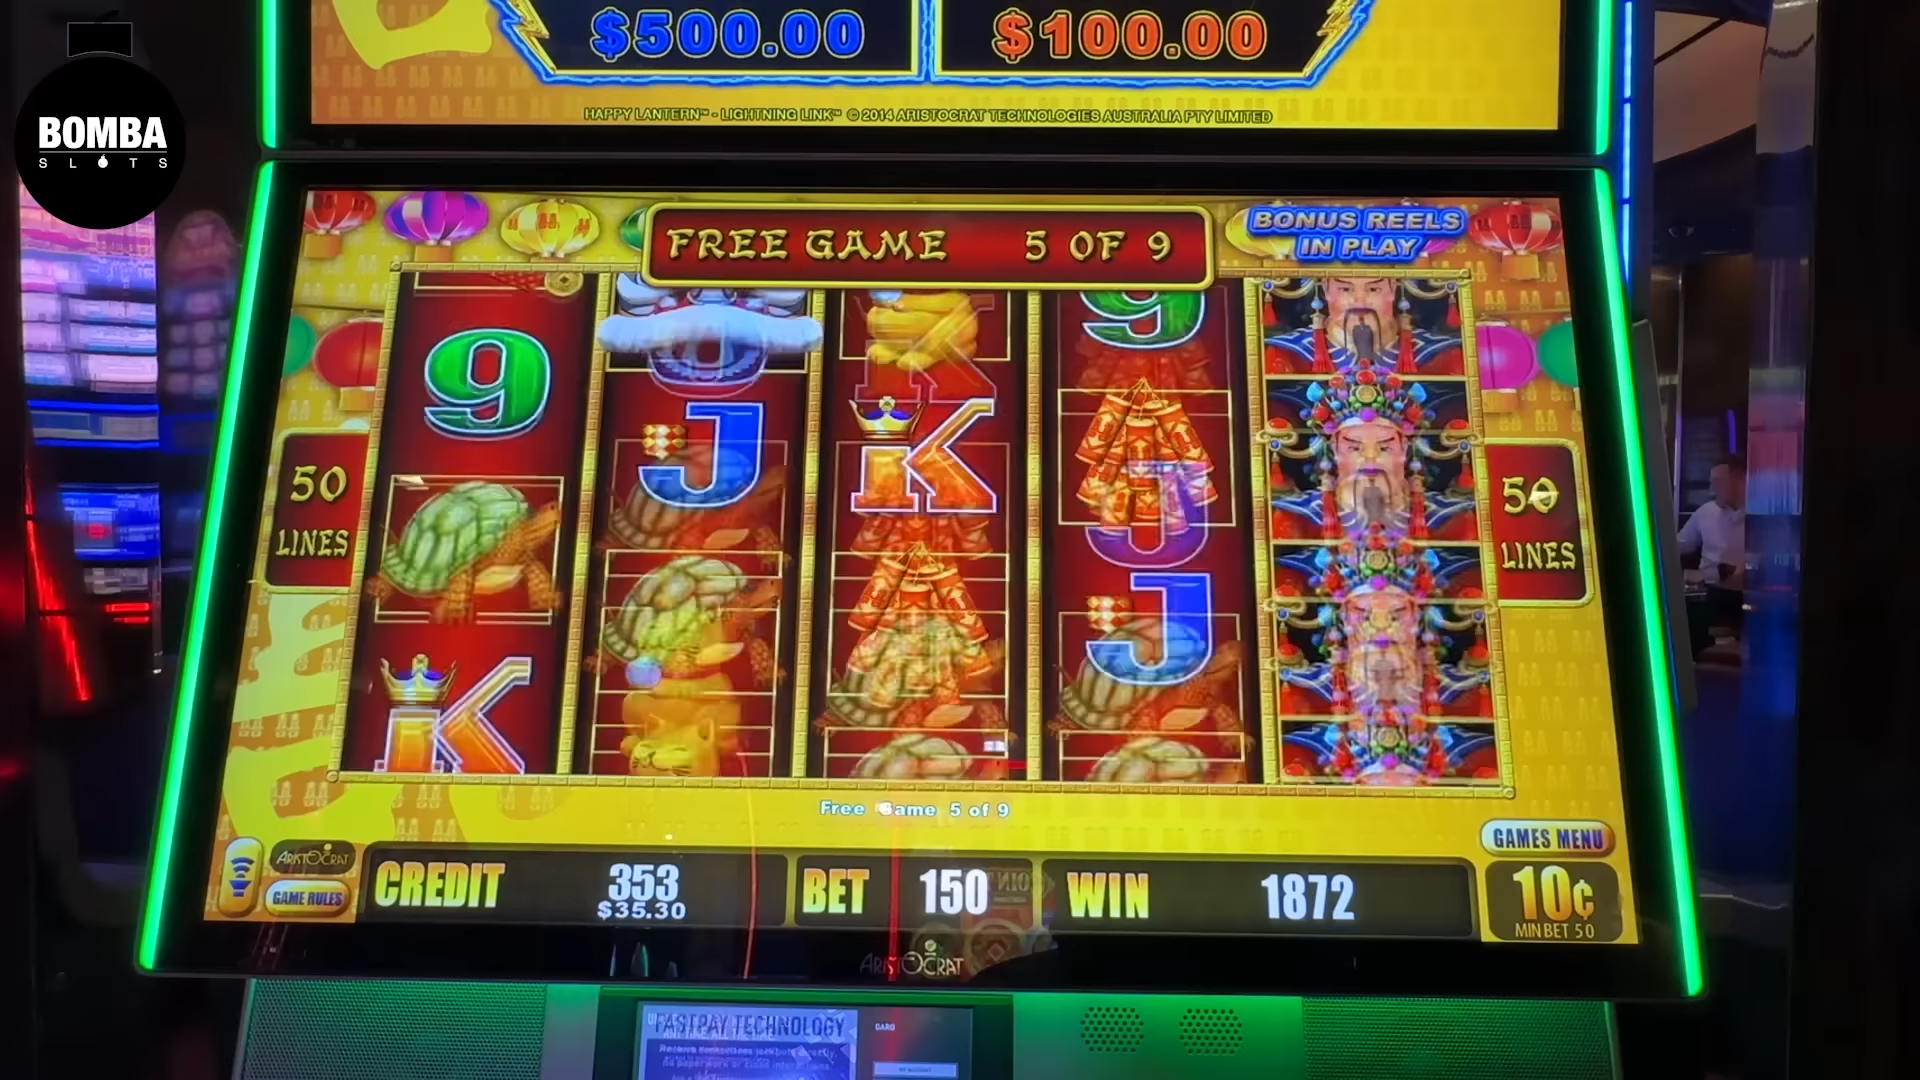 $500.00
$100.00
HAPPY LANTERN™ - LIGHTNING LINK™ © 2014 ARISTOCRAT TECHNOLOGIES AUSTRALIA PTY LIMITED
BOMBA
SLOTS
FREE GAME 5 OF 9
BONUS REELS
IN PLAY
9
9
J
K
K
J
J
K
50
LINES
50
LINES
Free Game 5 of 9
GAMES MENU
ARISTOCRAT
GAME RULES
CREDIT
353
$35.30
BET
150
WIN
1872
10¢
MIN BET 50
ARISTOCRAT
FASTPAY TECHNOLOGY
CARD